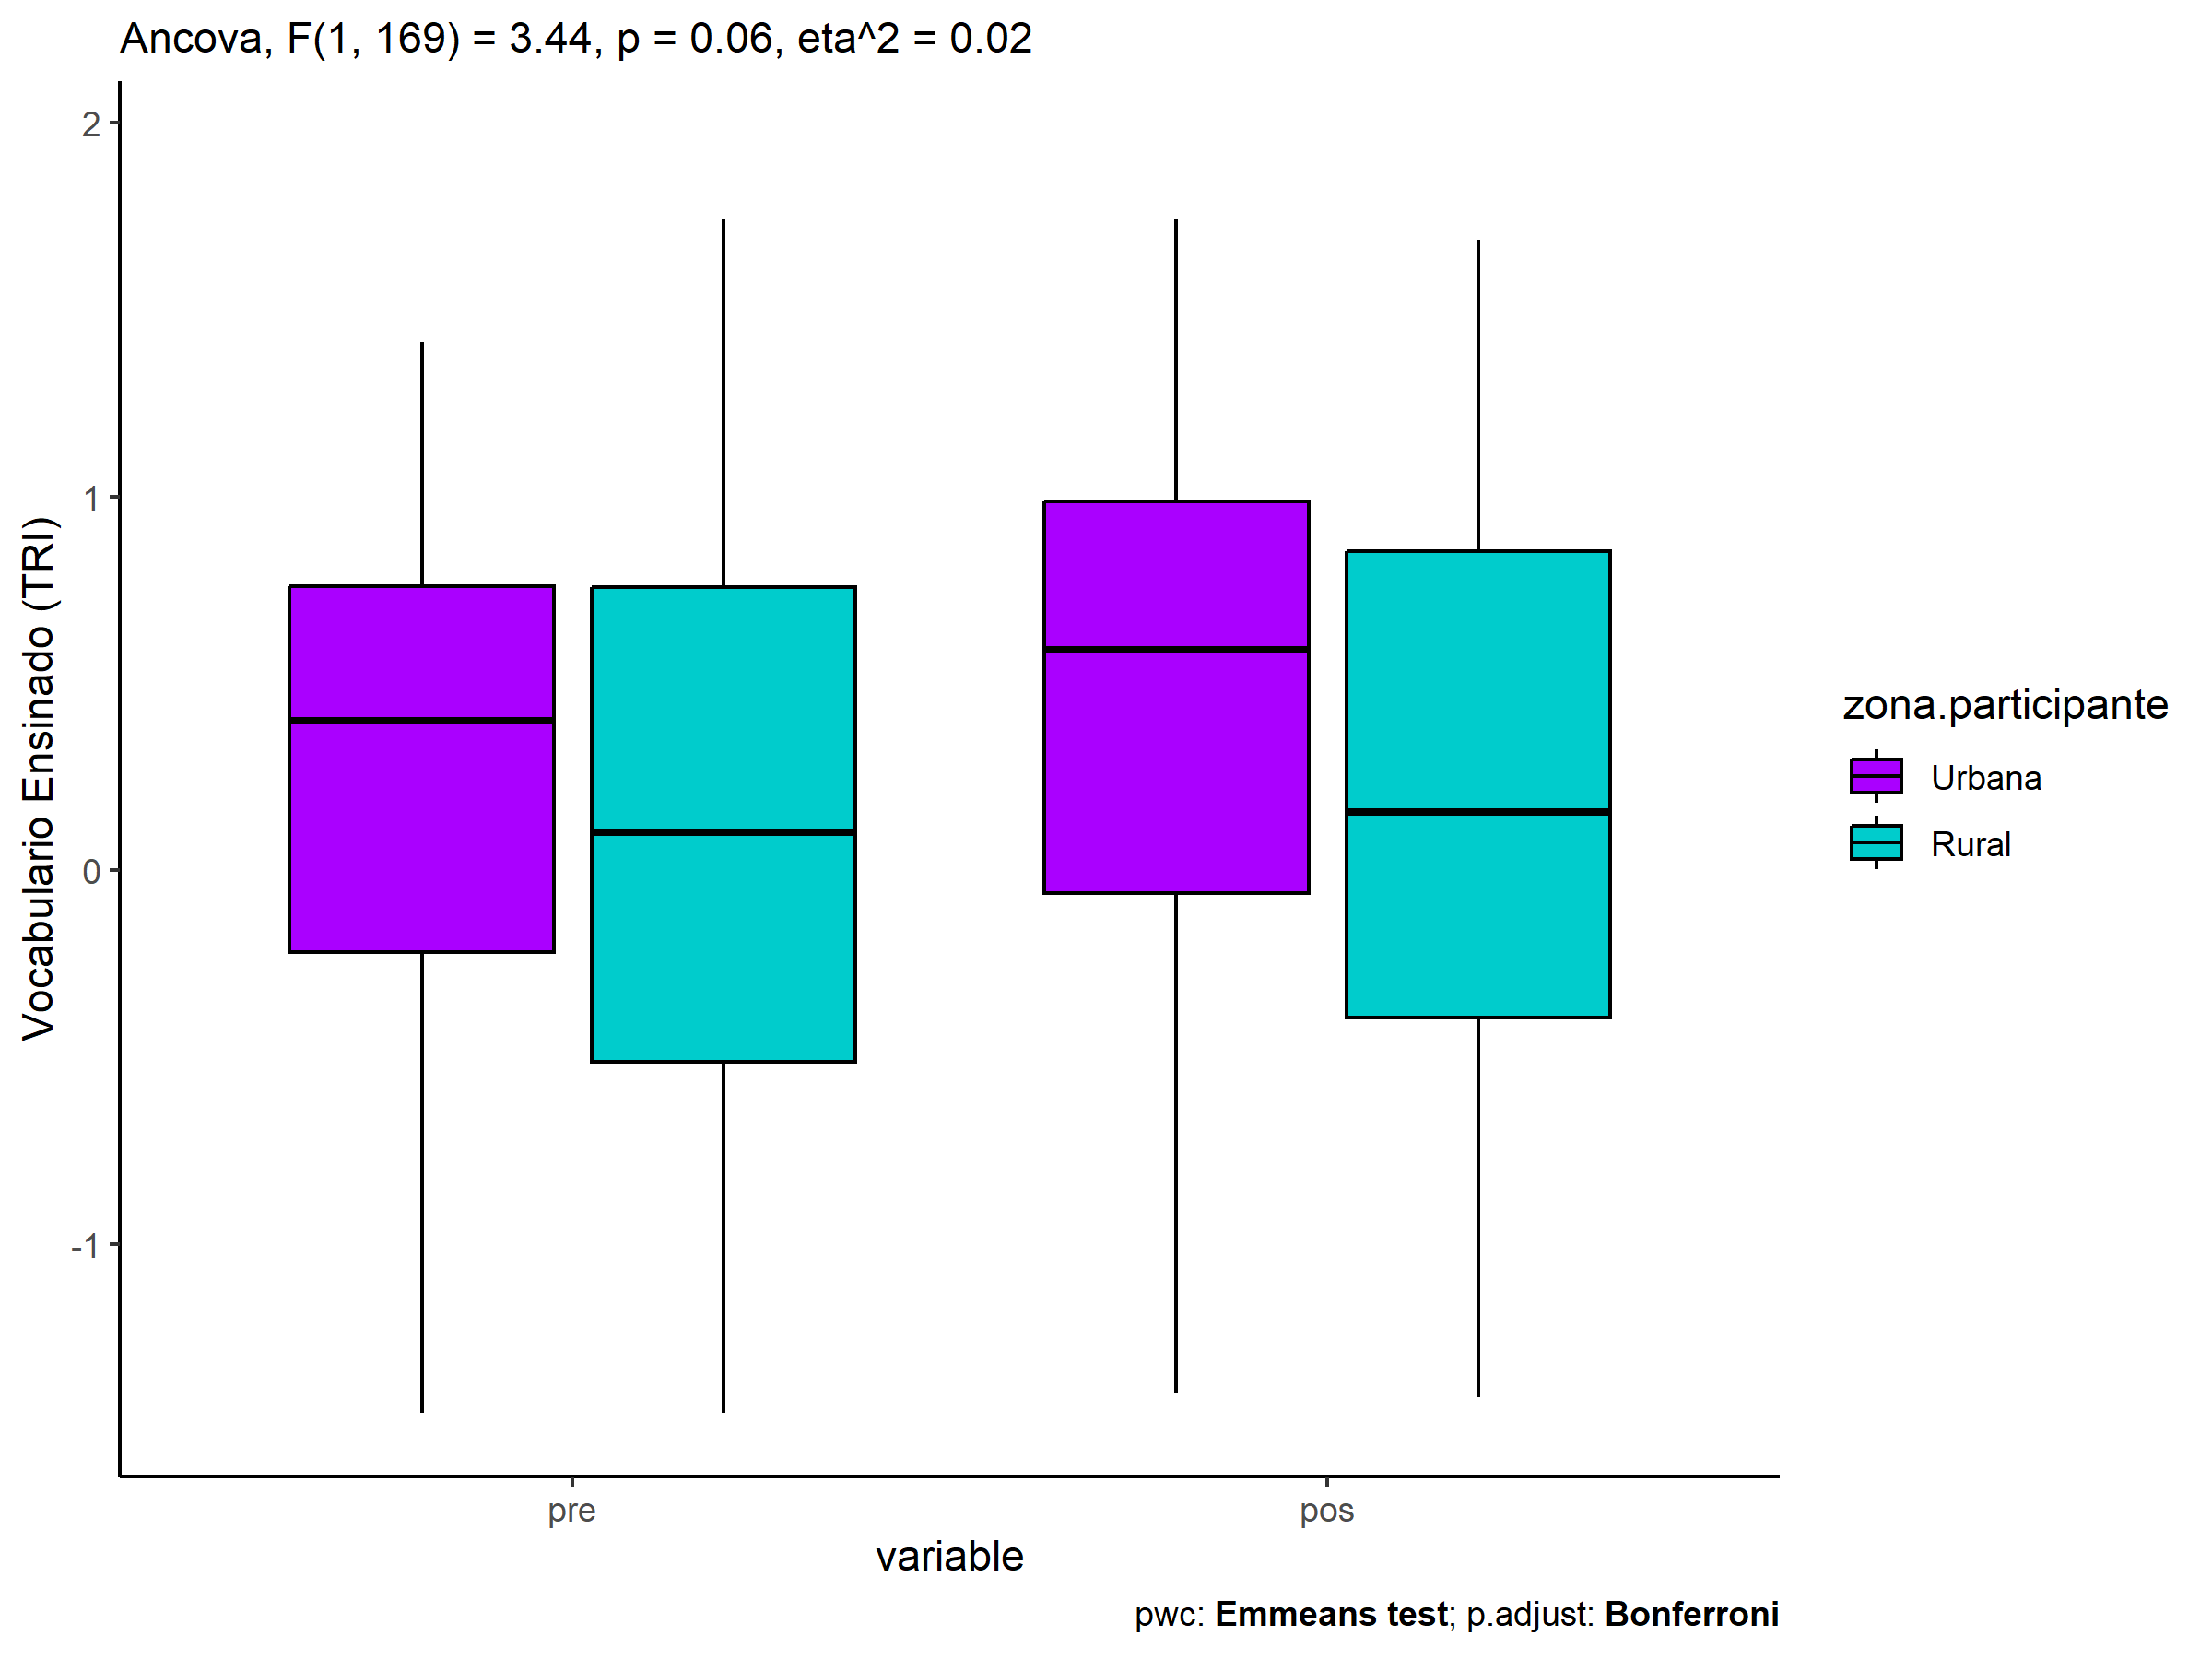 Ancova, F(1, 169) = 3.44, p = 0.06, eta^2 = 0.02
Vocabulario Ensinado (TRI)
2
1
0
-1
pre
pos
variable
zona.participante
Urbana
Rural
pwc: Emmeans test; p.adjust: Bonferroni